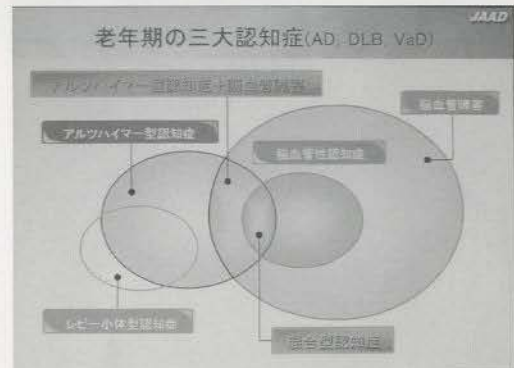 JAAD
老年期の三大認知症(AD, DLB, VaD)
アルツハイマー型認知症+脳血管障害
脳血管障害
アルツハイマー型認知症
脳血管性認知症
レビー小体型認知症
混合型認知症